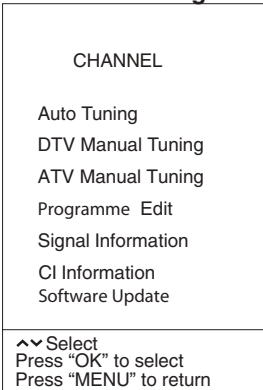 CHANNEL
Auto Tuning
DTV Manual Tuning
ATV Manual Tuning
Programme Edit
Signal Information
CI Information
Software Update
Select
Press “OK” to select
Press “MENU” to return